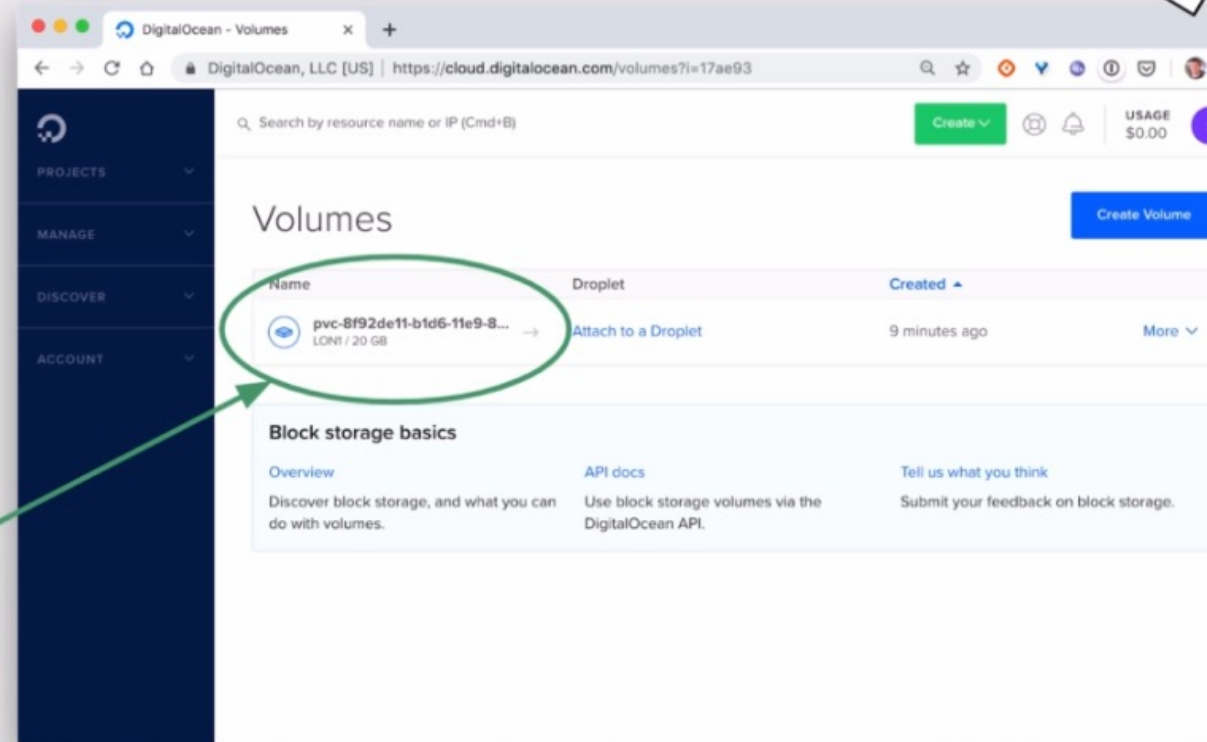 DigitalOcean - Volumes
DigitalOcean, LLC [US] | https://cloud.digitalocean.com/volumes?i=17ae93
Search by resource name or IP (Cmd+B)
Create
USAGE
$0.00
PROJECTS
MANAGE
DISCOVER
ACCOUNT
Volumes
Create Volume
Name Droplet Created
pvc-8f92de11-b1d6-11e9-8... Attach to a Droplet 9 minutes ago More
LON1 / 20 GB
Block storage basics
Overview API docs Tell us what you think
Discover block storage, and what you can Use block storage volumes via the Submit your feedback on block storage.
do with volumes. DigitalOcean API.